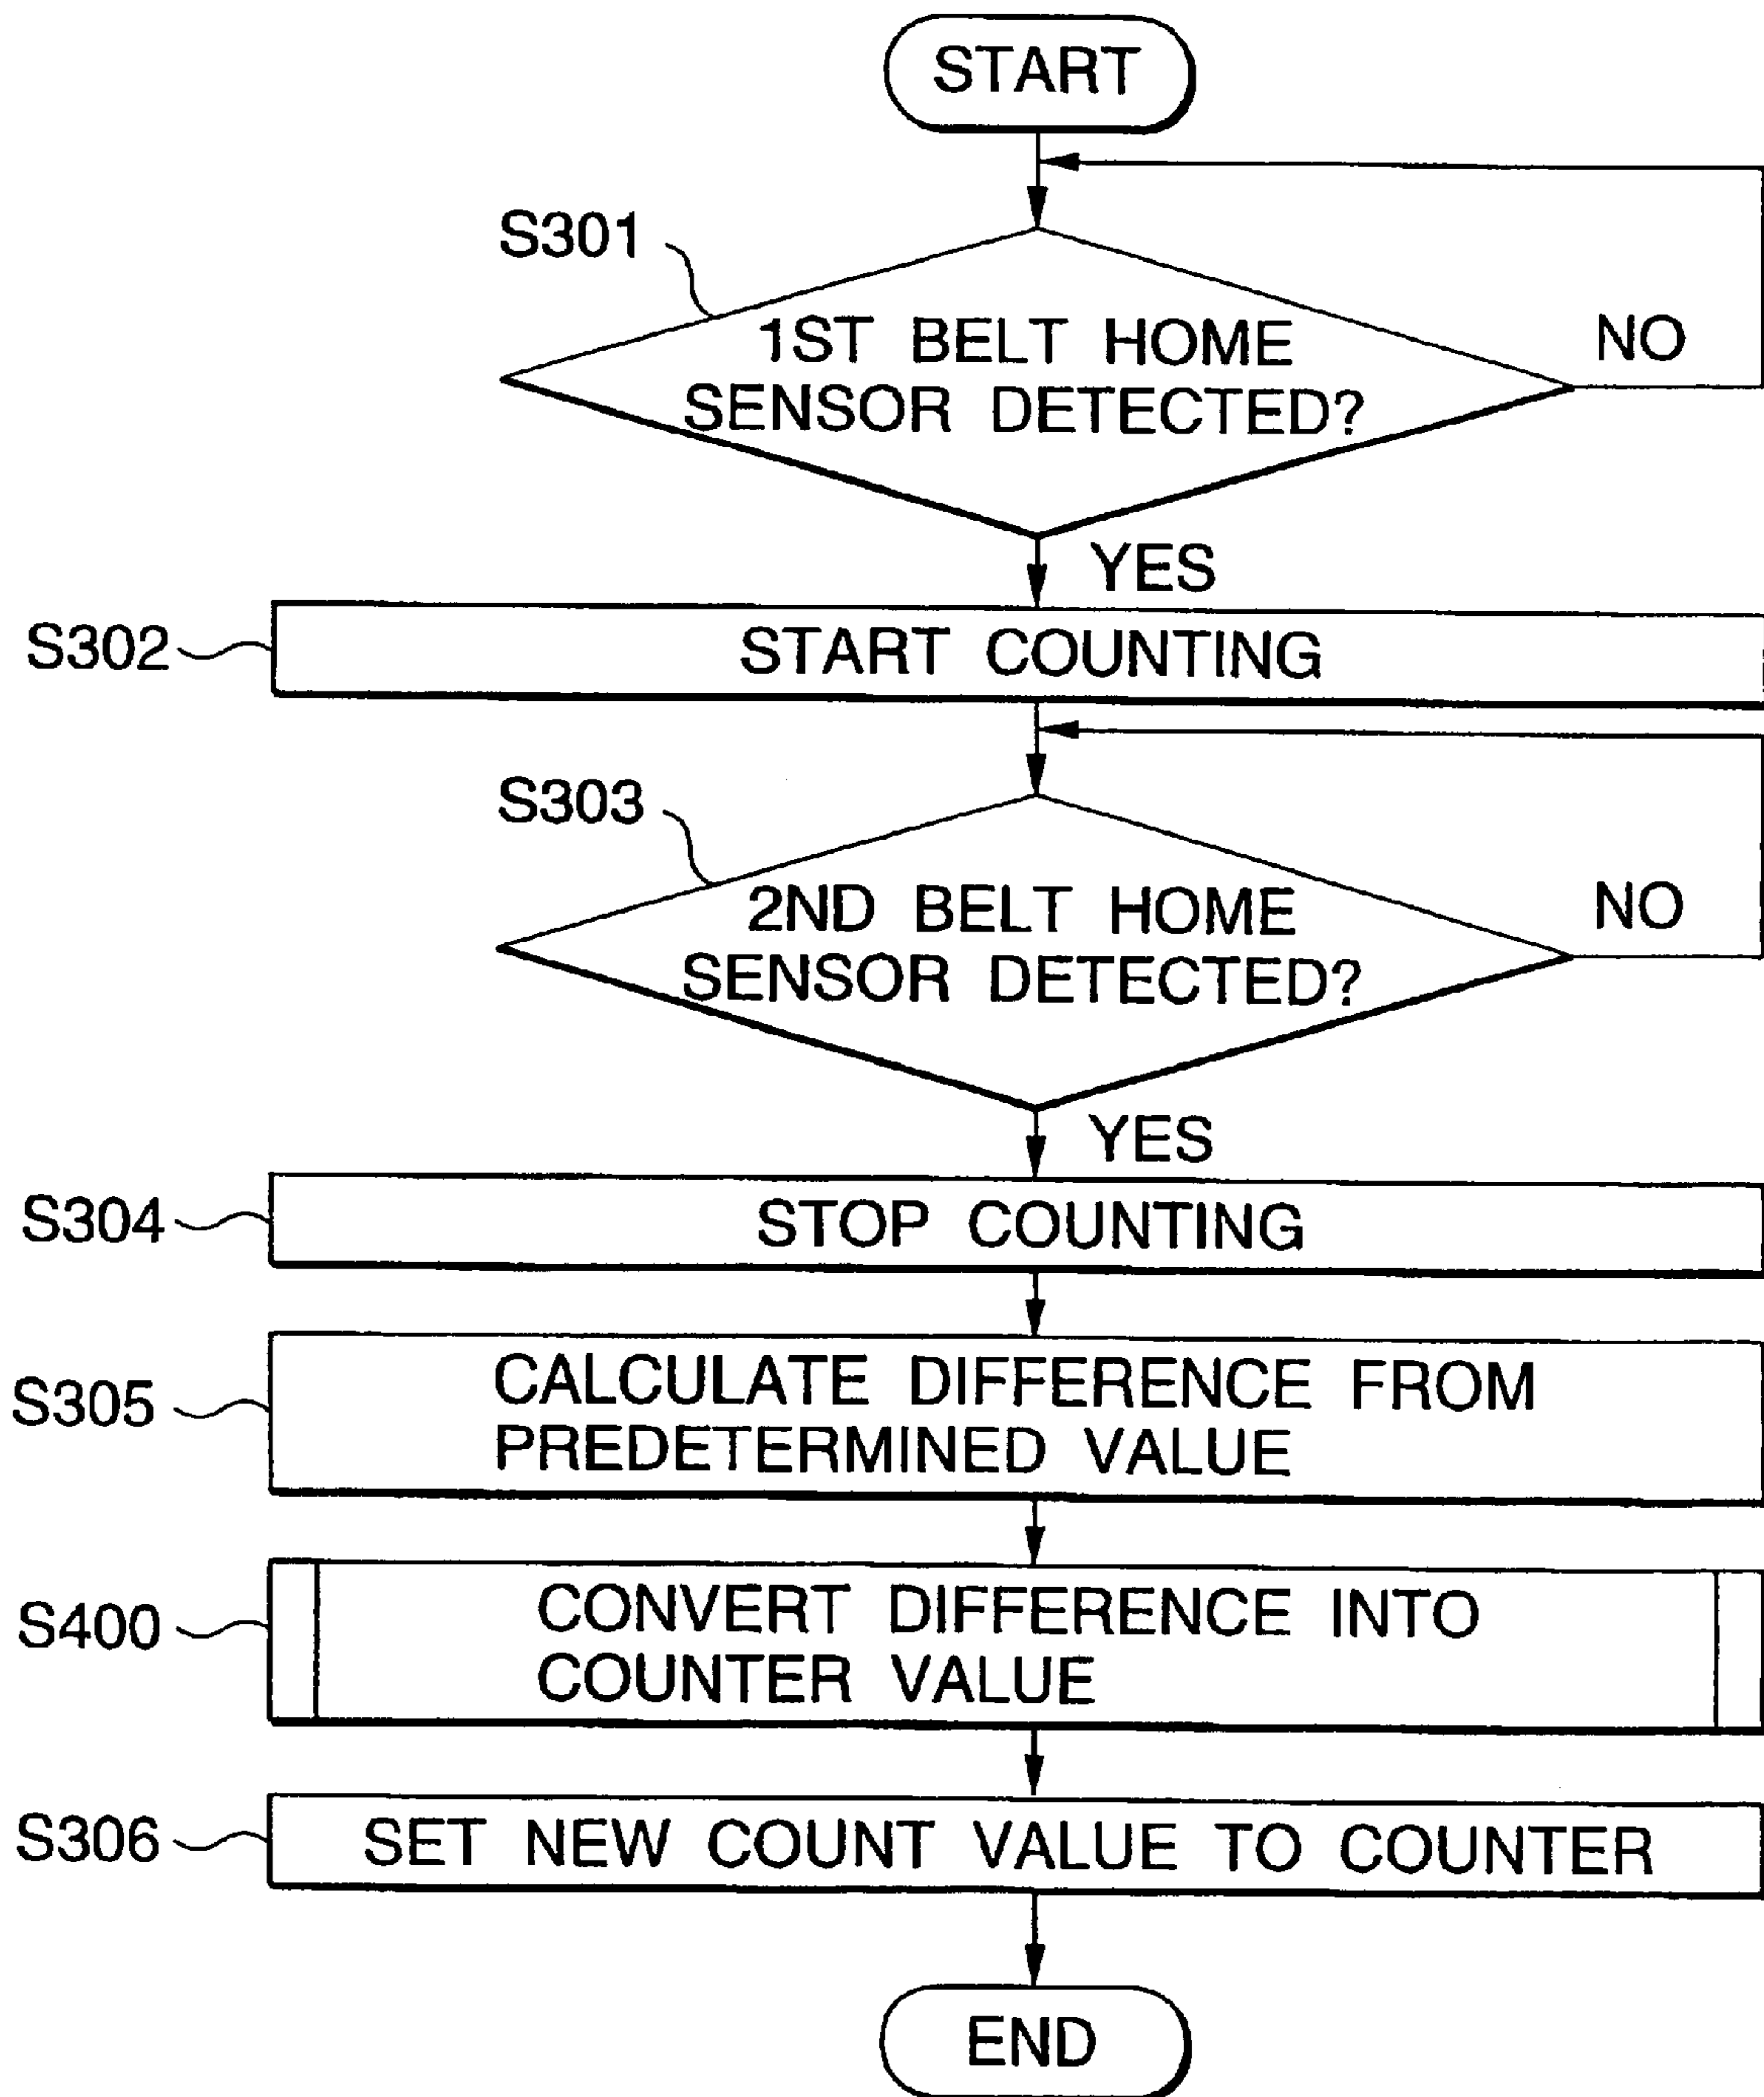 START
S301
1ST BELT HOME
SENSOR DETECTED?
NO
YES
S302
START COUNTING
S303
2ND BELT HOME
SENSOR DETECTED?
NO
YES
S304
STOP COUNTING
S305
CALCULATE DIFFERENCE FROM
PREDETERMINED VALUE
S400
CONVERT DIFFERENCE INTO
COUNTER VALUE
S306
SET NEW COUNT VALUE TO COUNTER
END